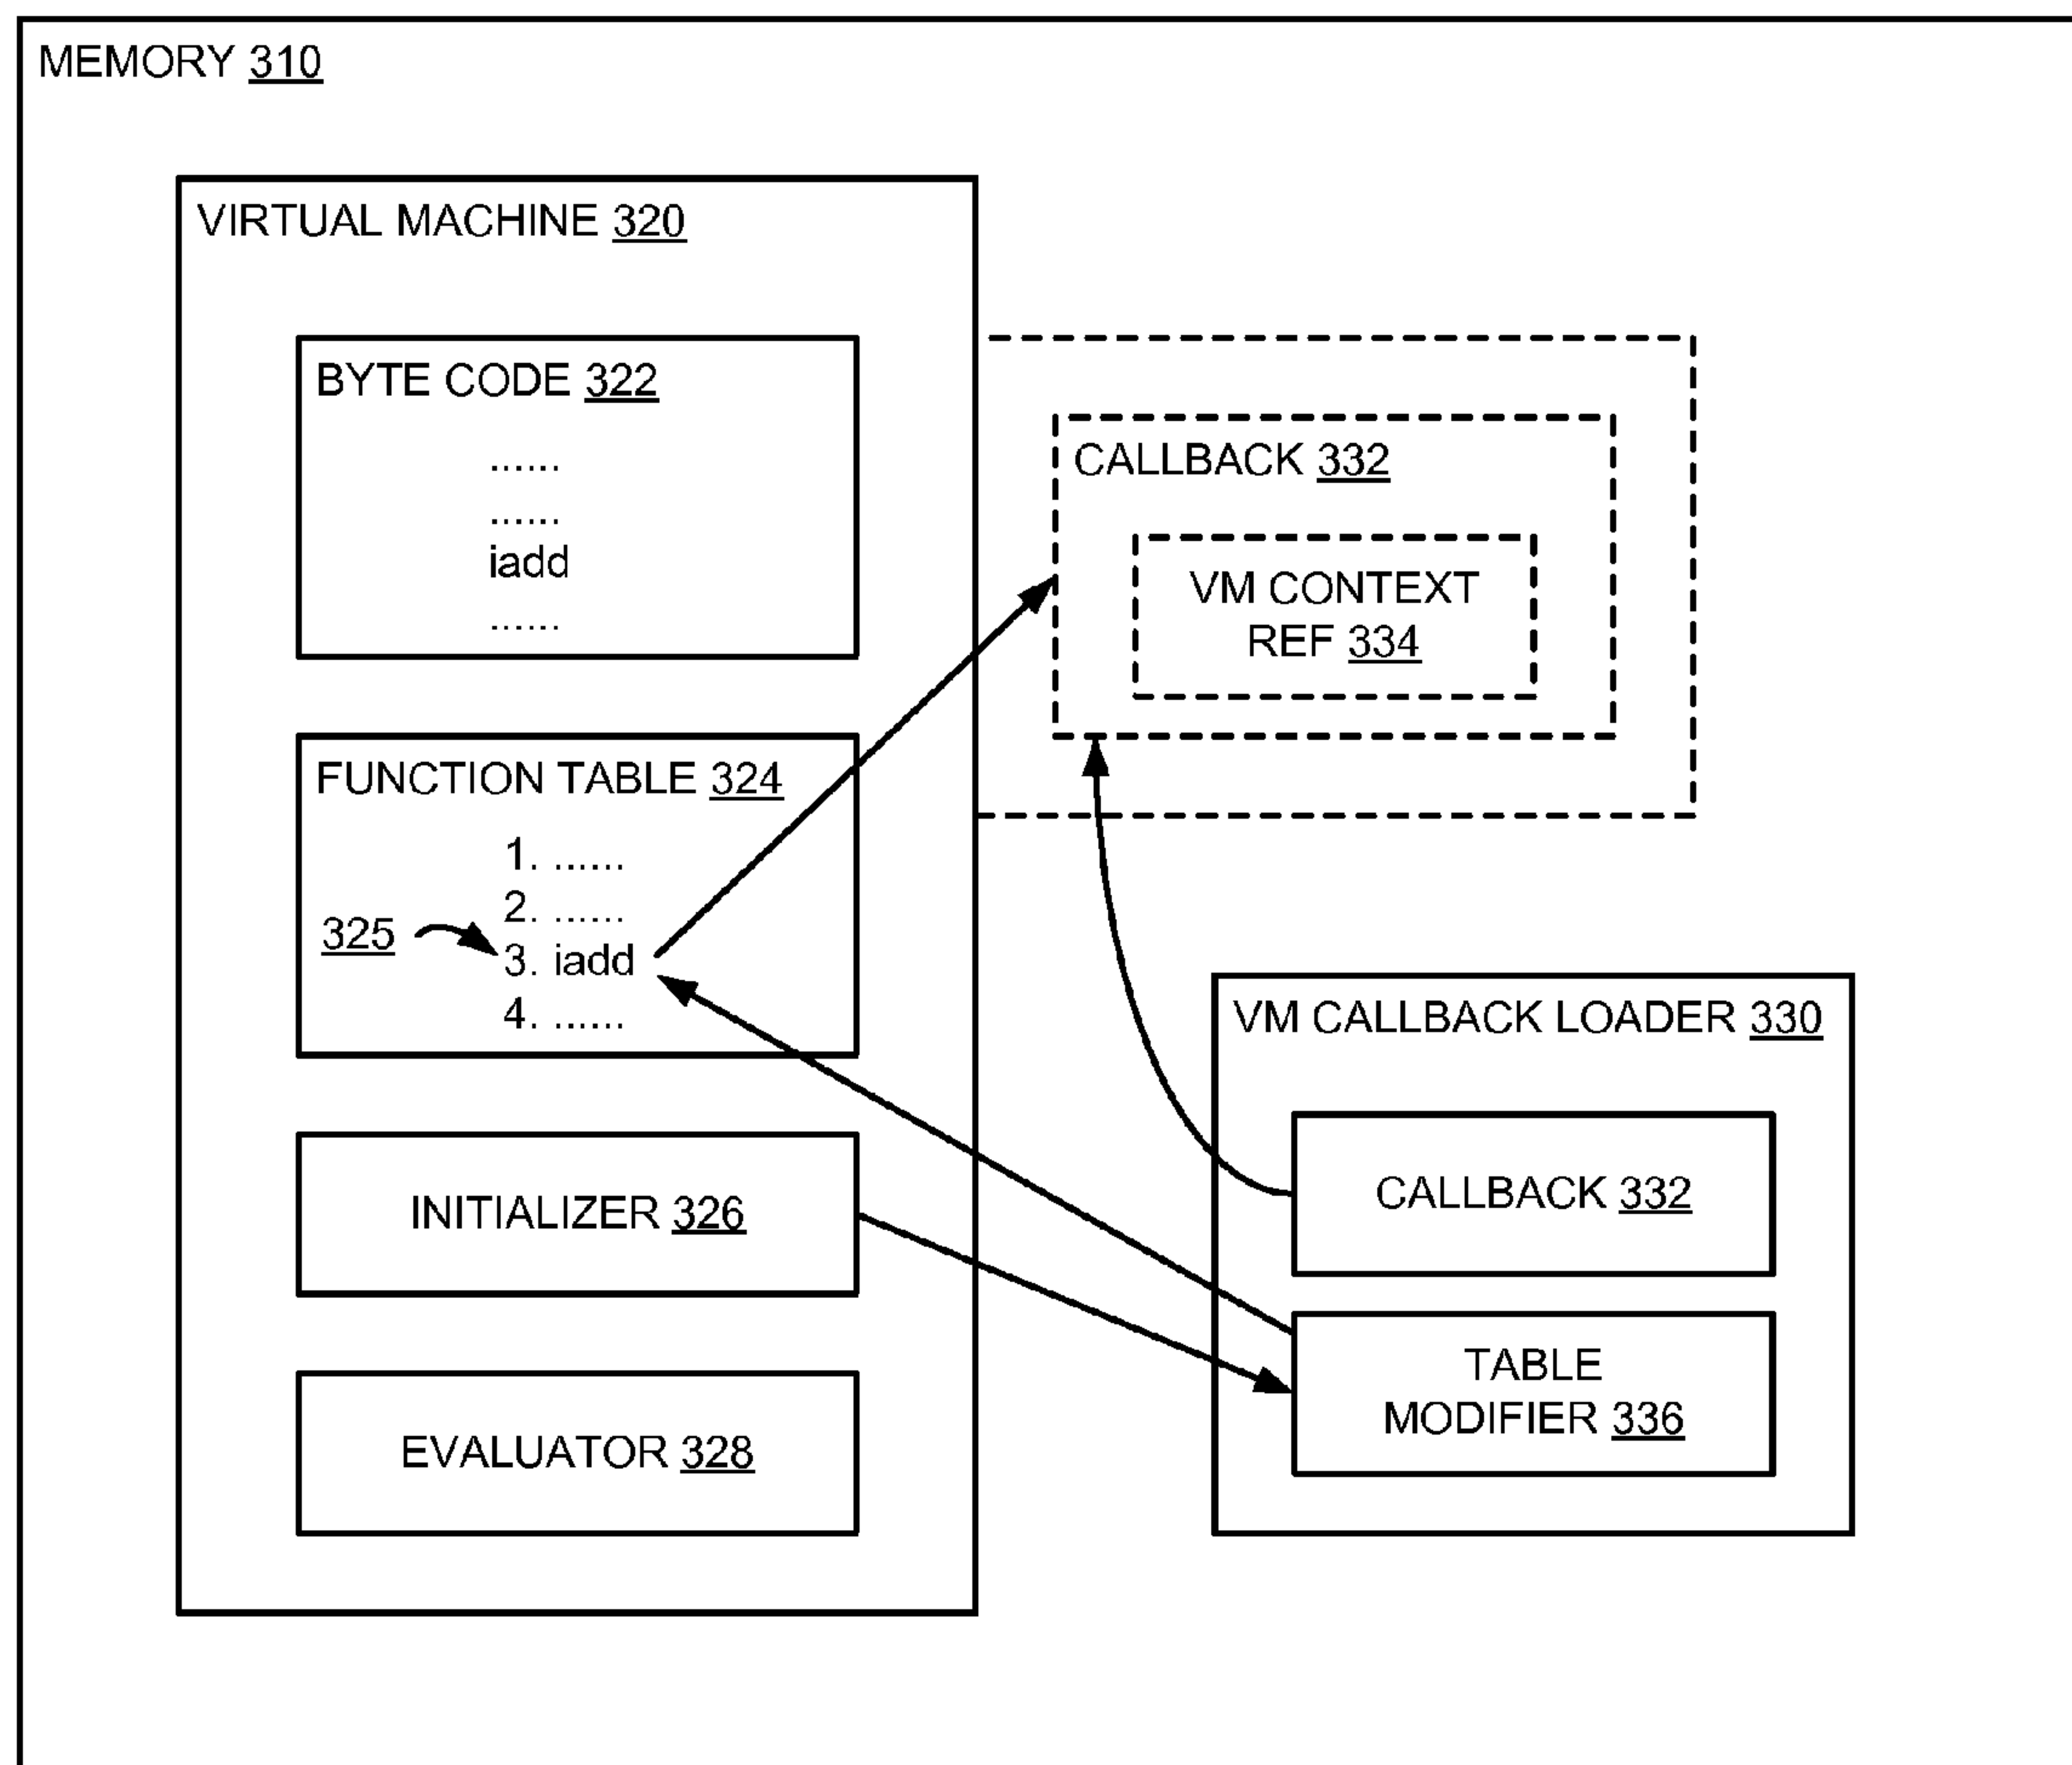 MEMORY 310
VIRTUAL MACHINE 320
BYTE CODE 322
......
......
iadd
......
FUNCTION TABLE 324
1. ......
2. ......
325
3. iadd
4. ......
INITIALIZER 326
EVALUATOR 328
CALLBACK 332
VM CONTEXT
REF 334
VM CALLBACK LOADER 330
CALLBACK 332
TABLE
MODIFIER 336